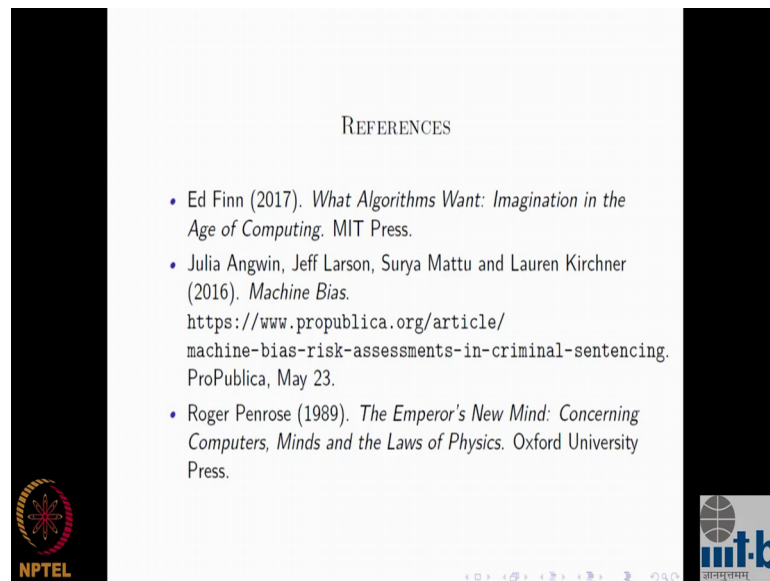 REFERENCES
• Ed Finn (2017). What Algorithms Want: Imagination in the
Age of Computing. MIT Press.
• Julia Angwin, Jeff Larson, Surya Mattu and Lauren Kirchner
(2016). Machine Bias.
https://www.propublica.org/article/
machine-bias-risk-assessments-in-criminal-sentencing.
ProPublica, May 23.
• Roger Penrose (1989). The Emperor's New Mind: Concerning
Computers, Minds and the Laws of Physics. Oxford University
Press.
NPTEL
iiit-b
ज्ञानमुत्तमम्